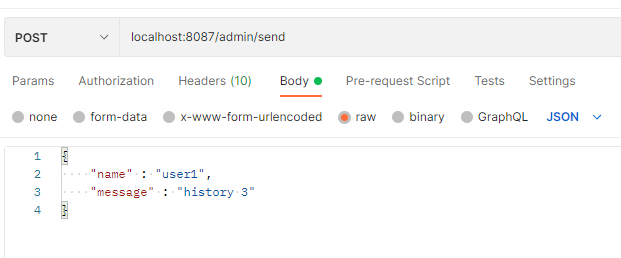 POST localhost:8087/admin/send
Params Authorization Headers (10) Body Pre-request Script Tests Settings
none form-data x-www-form-urlencoded raw binary GraphQL JSON
1 {
2 "name" : "user1",
3 "message" : "history 3"
4 }